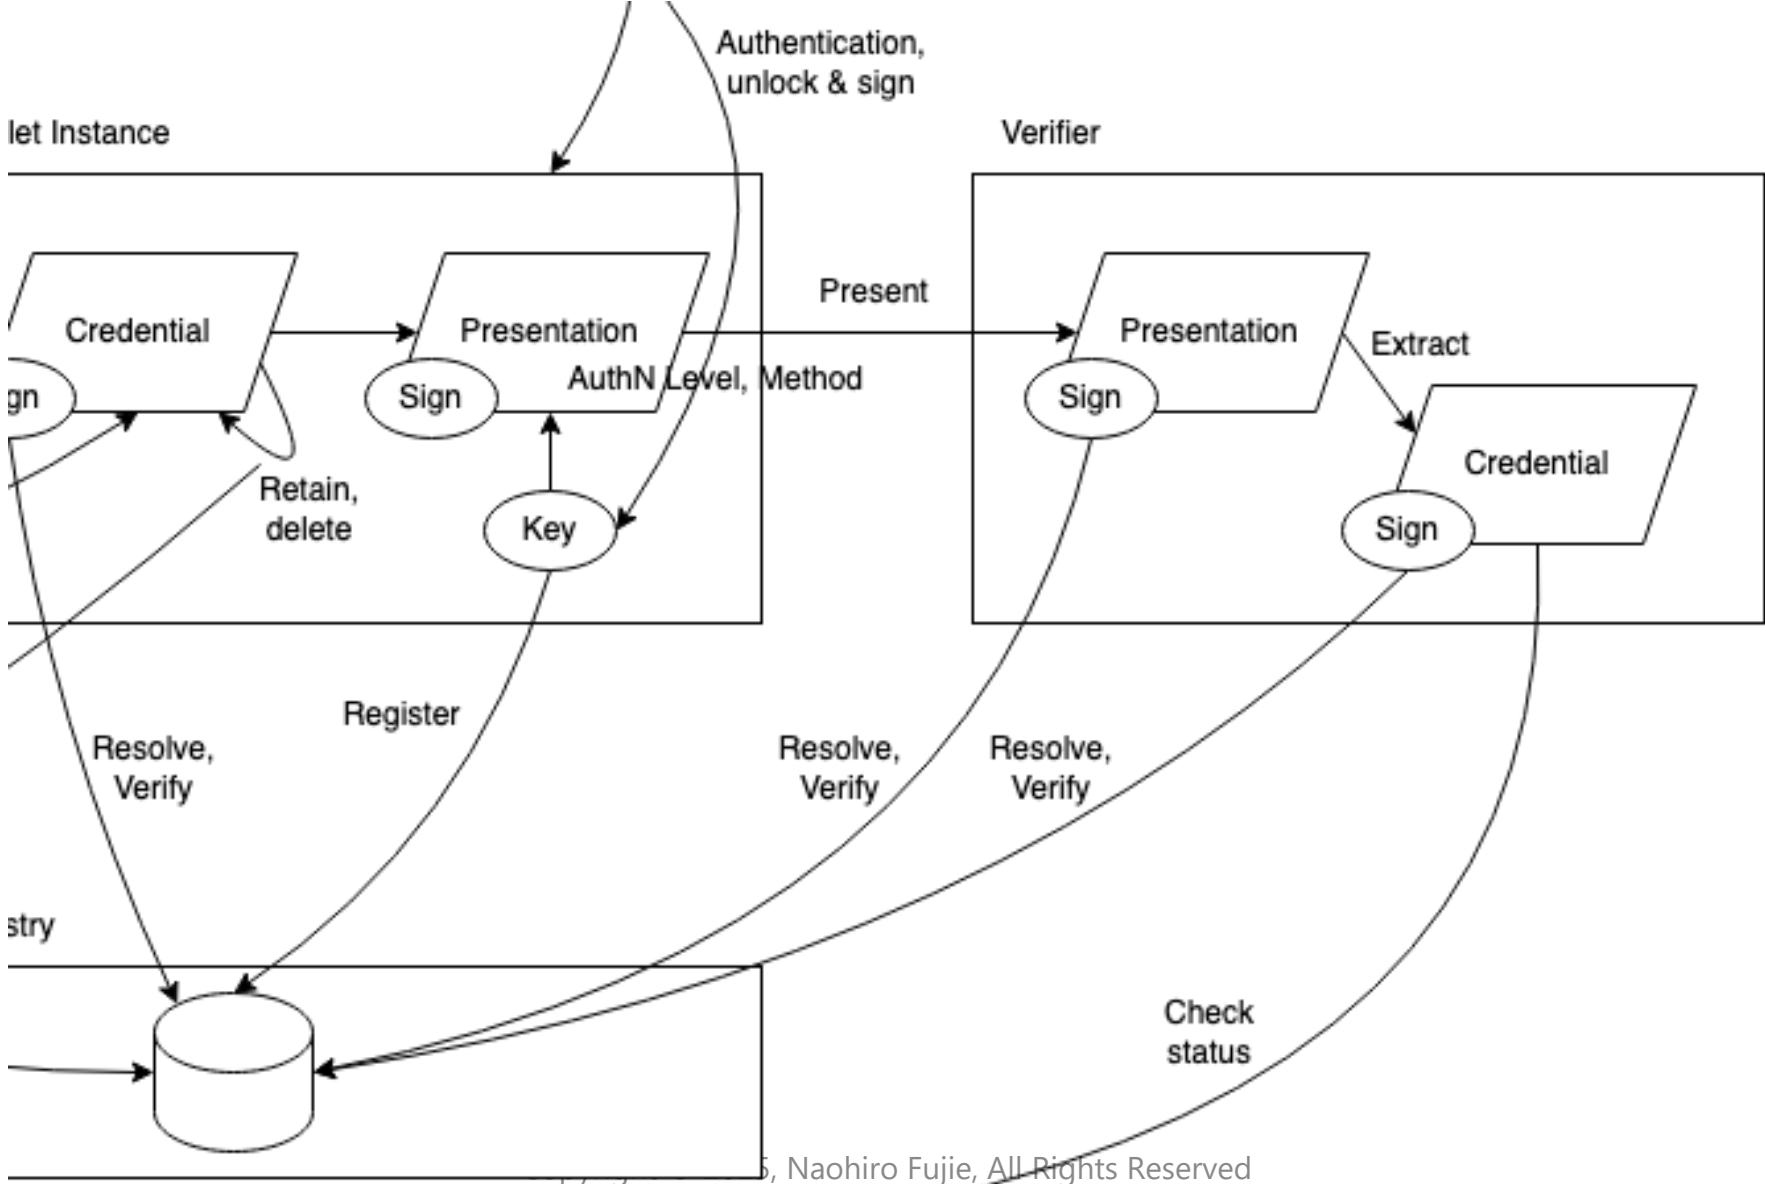 Authentication,
unlock & sign
let Instance
Verifier
Credential
Presentation
Present
Presentation
Extract
AuthN Level, Method
gn
Sign
Sign
Credential
Retain,
delete
Key
Sign
Register
Resolve,
Verify
Resolve,
Verify
Resolve,
Verify
stry
Check
status
, Naohiro Fujie, All Rights Reserved